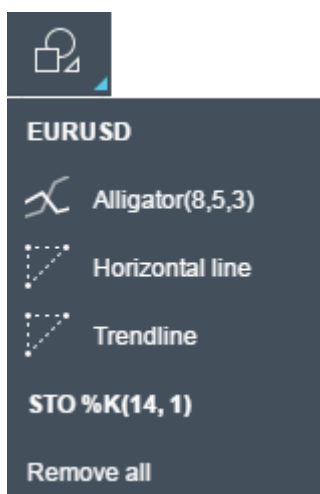 EURUSD
Alligator(8,5,3)
Horizontal line
Trendline
STO %K(14, 1)
Remove all